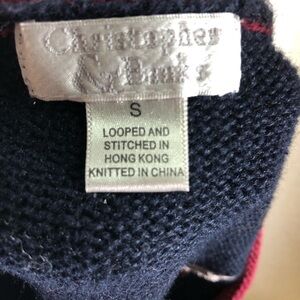 Christopher
& Banks
S
LOOPED AND
STITCHED IN
HONG KONG
KNITTED IN CHINA